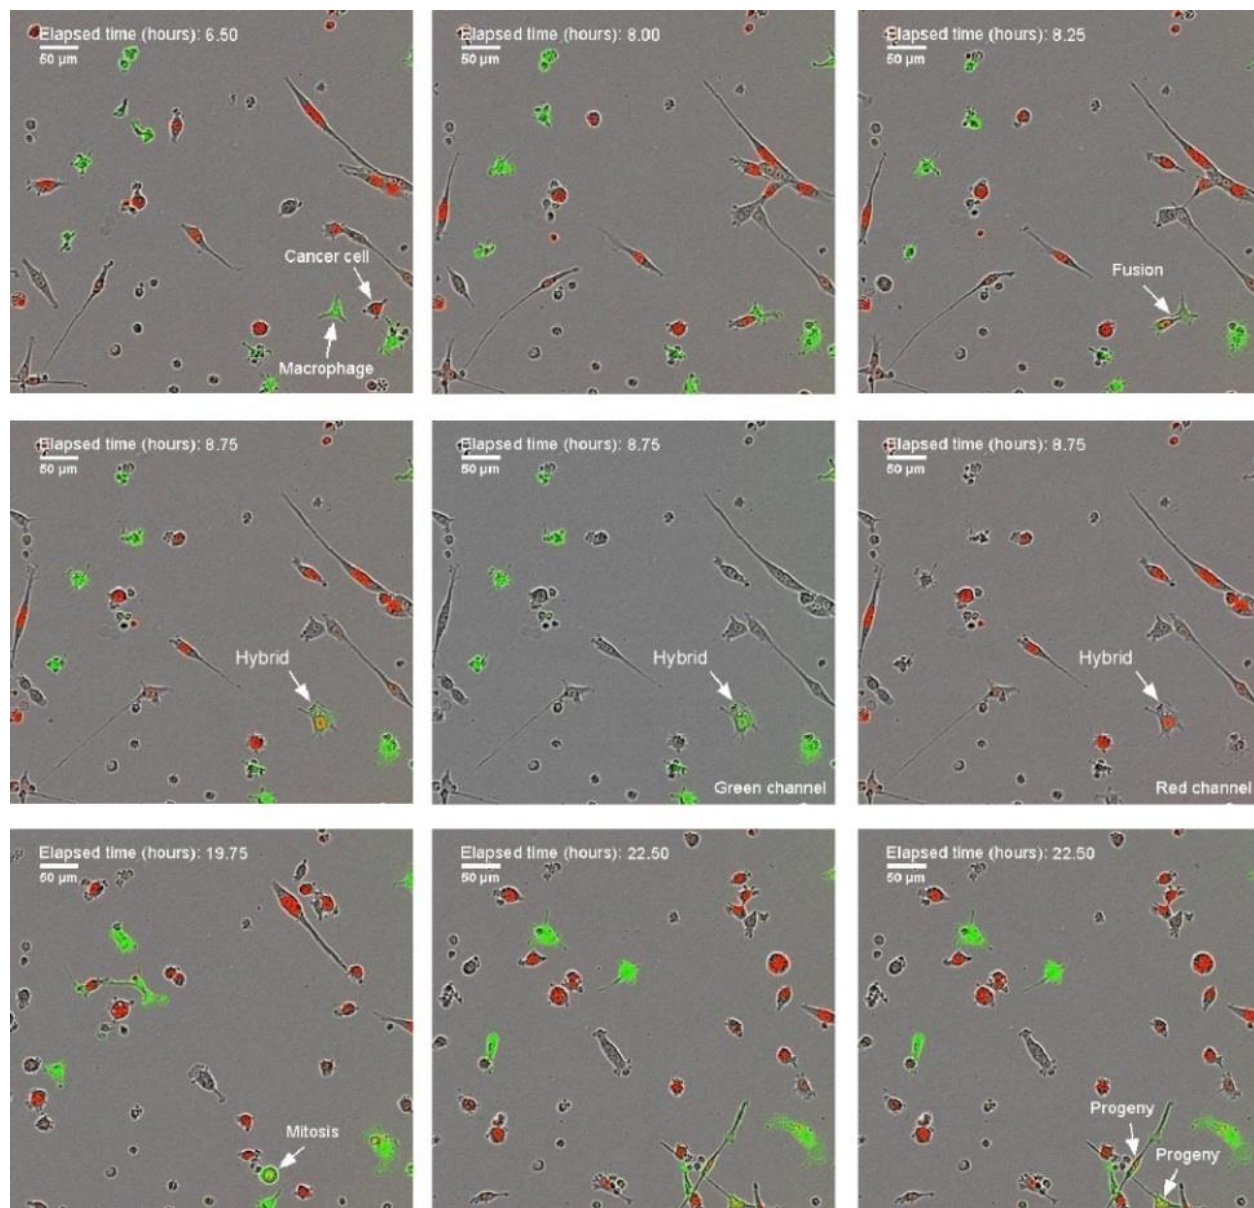 Elapsed time (hours): 6.50
50 µm
Cancer cell
Macrophage
Elapsed time (hours): 8.00
50 µm
Elapsed time (hours): 8.25
50 µm
Fusion
Elapsed time (hours): 8.75
50 µm
Hybrid
Elapsed time (hours): 8.75
50 µm
Hybrid
Green channel
Elapsed time (hours): 8.75
50 µm
Hybrid
Red channel
Elapsed time (hours): 19.75
50 µm
Mitosis
Elapsed time (hours): 22.50
50 µm
Elapsed time (hours): 22.50
50 µm
Progeny
Progeny